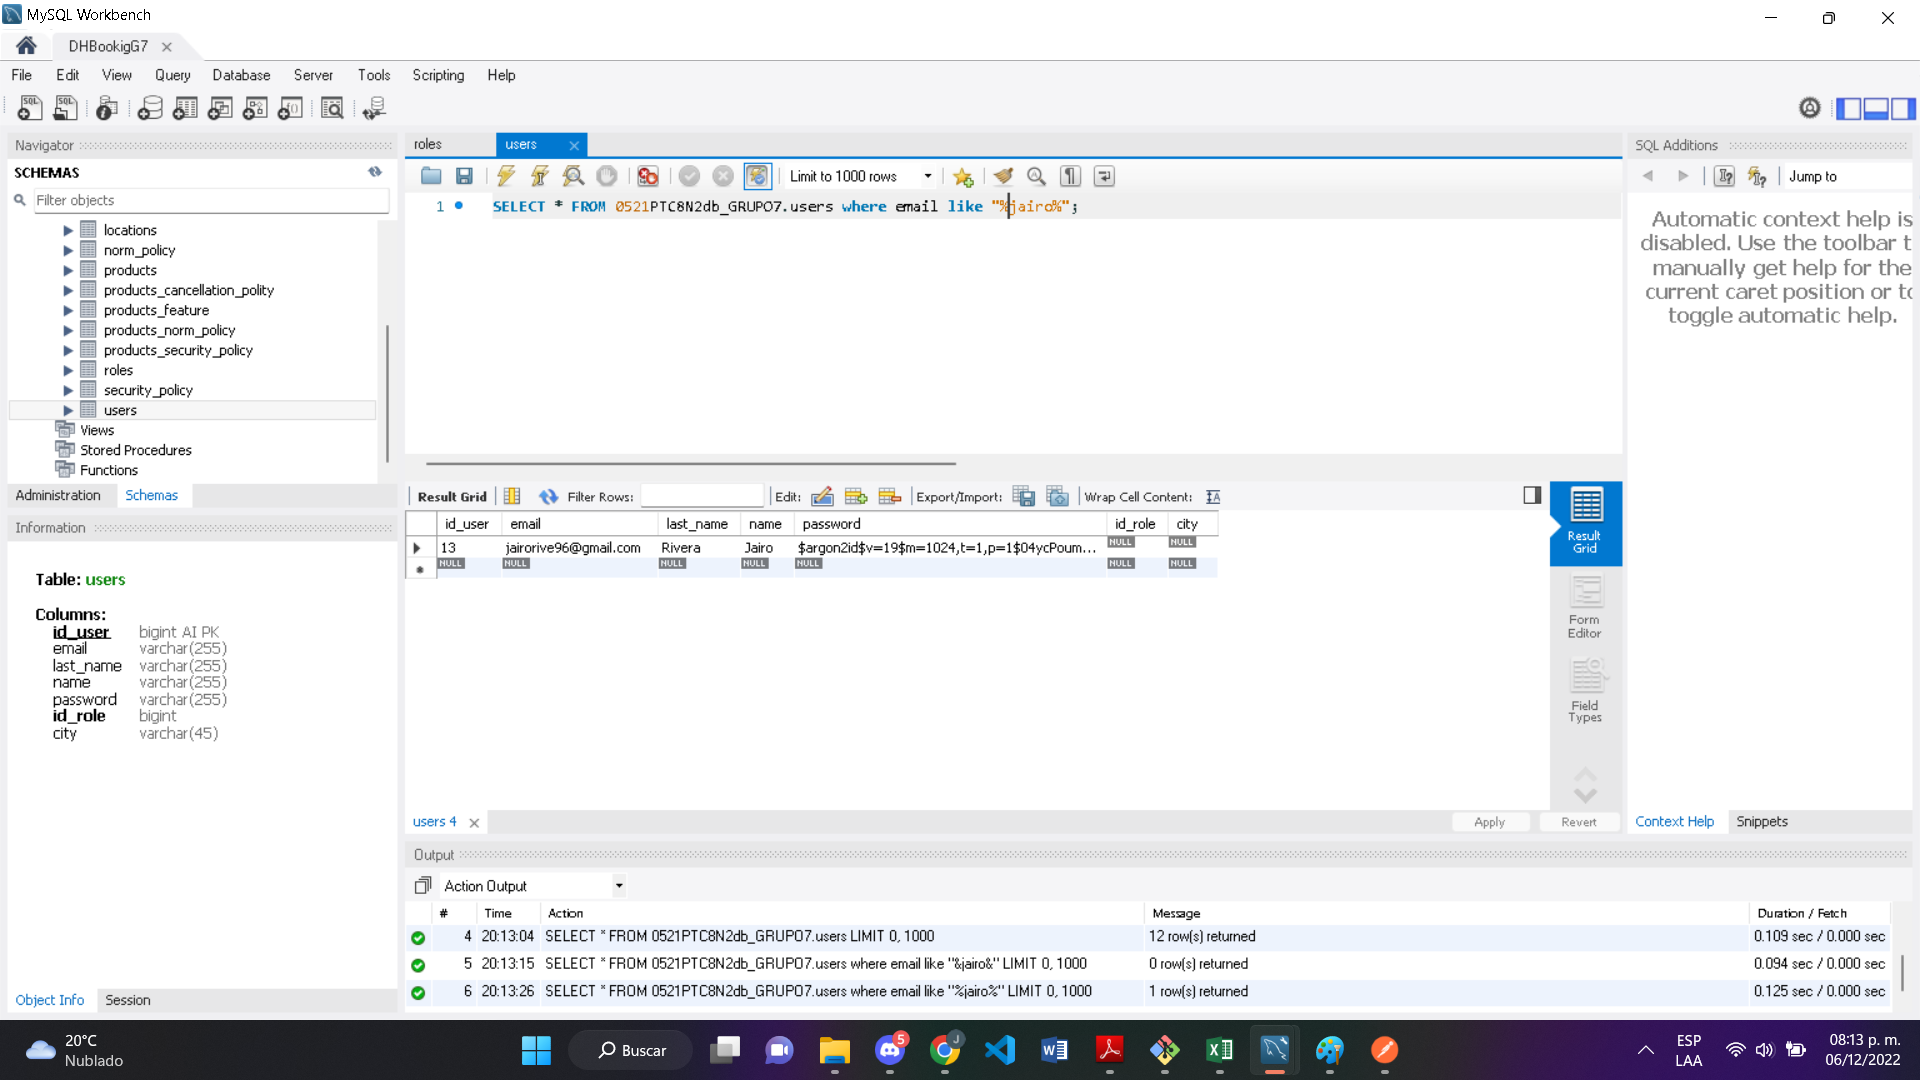 MySQL Workbench
DHBookigG7
File Edit View Query Database Server Tools Scripting Help
Navigator
SCHEMAS
Filter objects
locations
norm_policy
products
products_cancellation_polity
products_feature
products_norm_policy
products_security_policy
roles
security_policy
users
Views
Stored Procedures
Functions
Administration Schemas
Information
Table: users
Columns:
id_user bigint AI PK
email varchar(255)
last_name varchar(255)
name varchar(255)
password varchar(255)
id_role bigint
city varchar(45)
Object Info Session
roles users
Limit to 1000 rows
1 SELECT * FROM 0521PTC8N2db_GRUPO7.users where email like "%jairo%";
Result Grid Filter Rows: Edit: Export/Import: Wrap Cell Content:
id_user email last_name name password id_role city
13 jairorive96@gmail.com Rivera Jairo $argon2id$v=19$m=1024,t=1,p=1$04ycPoum... NULL NULL
NULL NULL NULL NULL NULL NULL NULL
Result
Grid
Form
Editor
Field
Types
users 4 Apply Revert
SQL Additions
Jump to
Automatic context help is
disabled. Use the toolbar t
manually get help for the
current caret position or to
toggle automatic help.
Context Help Snippets
Output
Action Output
# Time Action Message Duration / Fetch
4 20:13:04 SELECT * FROM 0521PTC8N2db_GRUPO7.users LIMIT 0, 1000 12 row(s) returned 0.109 sec / 0.000 sec
5 20:13:15 SELECT * FROM 0521PTC8N2db_GRUPO7.users where email like "&jairo&" LIMIT 0, 1000 0 row(s) returned 0.094 sec / 0.000 sec
6 20:13:26 SELECT * FROM 0521PTC8N2db_GRUPO7.users where email like "%jairo%" LIMIT 0, 1000 1 row(s) returned 0.125 sec / 0.000 sec
20°C
Nublado
Buscar
5
J
ESP
LAA
08:13 p. m.
06/12/2022